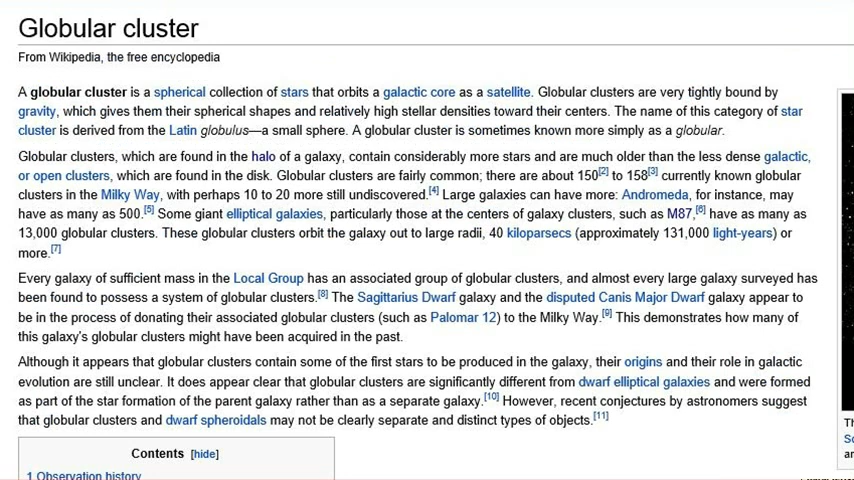 Globular cluster
From Wikipedia, the free encyclopedia
A globular cluster is a spherical collection of stars that orbits a galactic core as a satellite. Globular clusters are very tightly bound by
gravity, which gives them their spherical shapes and relatively high stellar densities toward their centers. The name of this category of star
cluster is derived from the Latin globulus—a small sphere. A globular cluster is sometimes known more simply as a globular.
Globular clusters, which are found in the halo of a galaxy, contain considerably more stars and are much older than the less dense galactic,
or open clusters, which are found in the disk. Globular clusters are fairly common; there are about 150[2] to 158[3] currently known globular
clusters in the Milky Way, with perhaps 10 to 20 more still undiscovered.[4] Large galaxies can have more: Andromeda, for instance, may
have as many as 500.[5] Some giant elliptical galaxies, particularly those at the centers of galaxy clusters, such as M87,[6] have as many as
13,000 globular clusters. These globular clusters orbit the galaxy out to large radii, 40 kiloparsecs (approximately 131,000 light-years) or
more.[7]
Every galaxy of sufficient mass in the Local Group has an associated group of globular clusters, and almost every large galaxy surveyed has
been found to possess a system of globular clusters.[8] The Sagittarius Dwarf galaxy and the disputed Canis Major Dwarf galaxy appear to
be in the process of donating their associated globular clusters (such as Palomar 12) to the Milky Way.[9] This demonstrates how many of
this galaxy's globular clusters might have been acquired in the past.
Although it appears that globular clusters contain some of the first stars to be produced in the galaxy, their origins and their role in galactic
evolution are still unclear. It does appear clear that globular clusters are significantly different from dwarf elliptical galaxies and were formed
as part of the star formation of the parent galaxy rather than as a separate galaxy.[10] However, recent conjectures by astronomers suggest
that globular clusters and dwarf spheroidals may not be clearly separate and distinct types of objects.[11]
Contents [hide]
1 Observation history